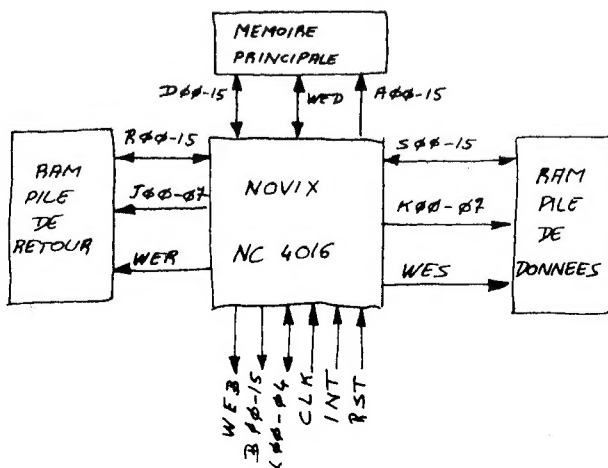 MEMOIRE
PRINCIPALE
DØØ-15
WED
AØØ-15
RØØ-15
SØØ-15
RAM
PILE
DE
RETOUR
JØØ-Ø7
WER
NOVIX
NC 4016
KØØ-Ø7
WES
RAM
PILE
DE
DONNEES
WEB
BØØ-15
XØØ-Ø4
CLK
INT
RST